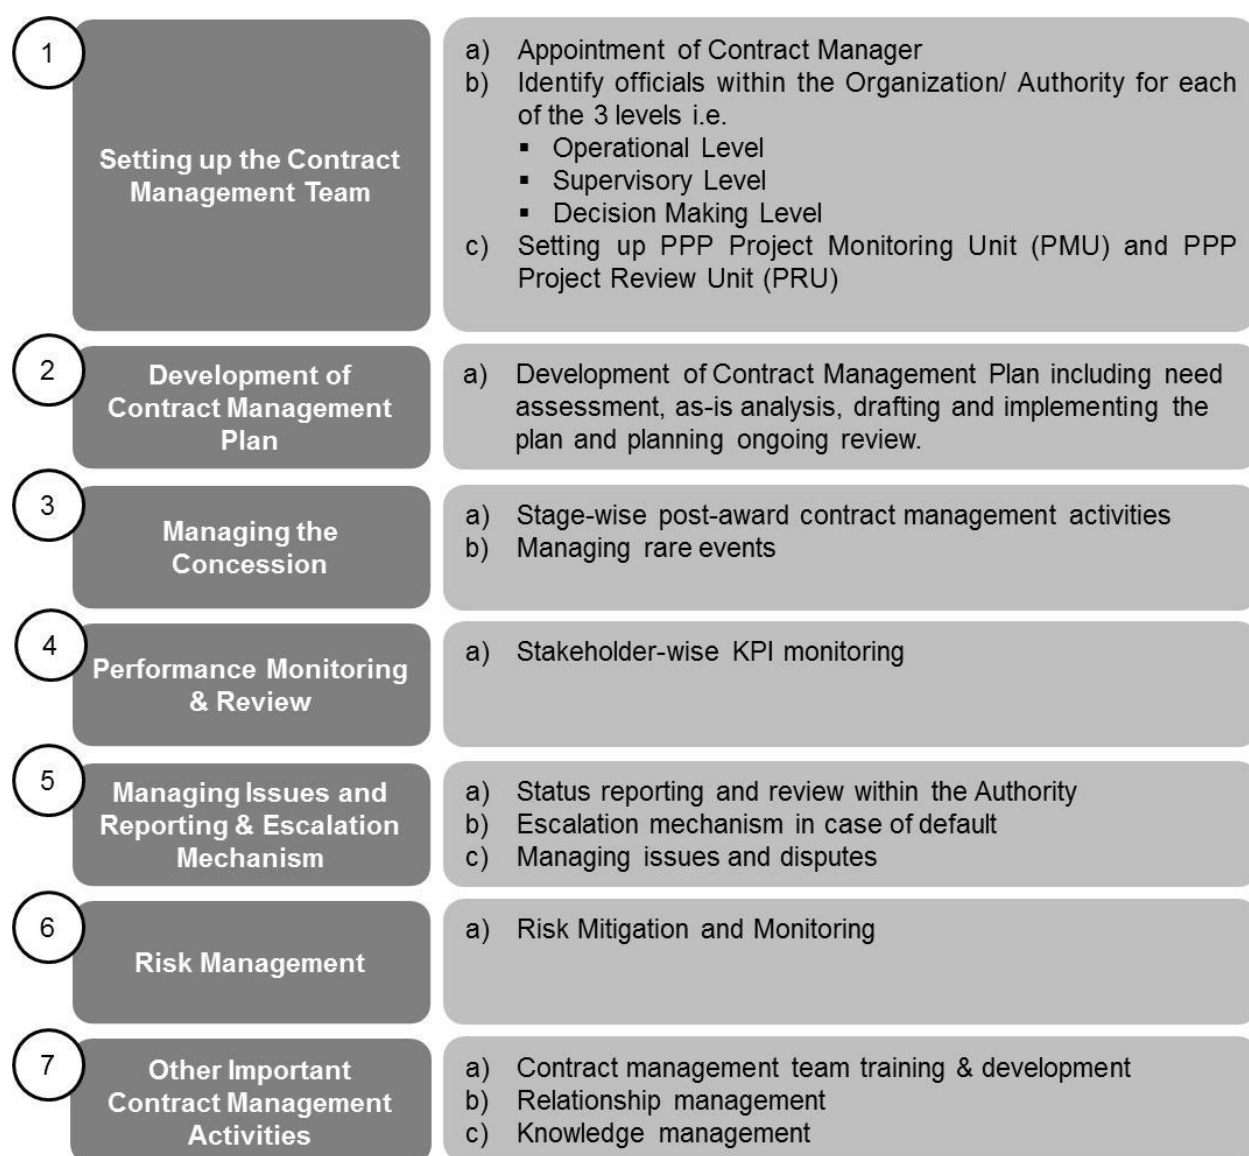 1
Setting up the Contract
Management Team
a) Appointment of Contract Manager
b) Identify officials within the Organization/ Authority for each
of the 3 levels i.e.
▪ Operational Level
▪ Supervisory Level
▪ Decision Making Level
c) Setting up PPP Project Monitoring Unit (PMU) and PPP
Project Review Unit (PRU)
2
Development of
Contract Management
Plan
a) Development of Contract Management Plan including need
assessment, as-is analysis, drafting and implementing the
plan and planning ongoing review.
3
Managing the
Concession
a) Stage-wise post-award contract management activities
b) Managing rare events
4
Performance Monitoring
& Review
a) Stakeholder-wise KPI monitoring
5
Managing Issues and
Reporting & Escalation
Mechanism
a) Status reporting and review within the Authority
b) Escalation mechanism in case of default
c) Managing issues and disputes
6
Risk Management
a) Risk Mitigation and Monitoring
7
Other Important
Contract Management
Activities
a) Contract management team training & development
b) Relationship management
c) Knowledge management